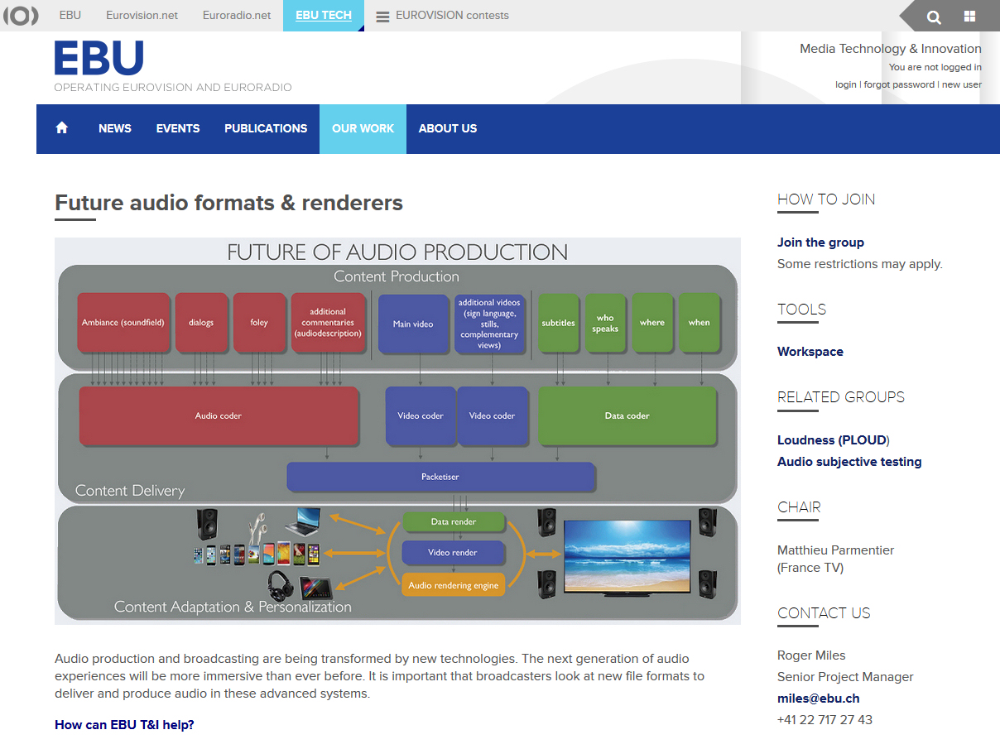 EBU Eurovision.net Euroradio.net EBU TECH EUROVISION contests
EBU
OPERATING EUROVISION AND EURORADIO
Media Technology & Innovation
You are not logged in
login | forgot password | new user
NEWS EVENTS PUBLICATIONS OUR WORK ABOUT US
Future audio formats & renderers
FUTURE OF AUDIO PRODUCTION
Content Production
Ambiance (soundfield)
dialogs
foley
additional
commentaries
(audiodescription)
Main video
additional videos
(sign language,
stills,
complementary
views)
subtitles
who
speaks
where
when
Audio coder
Video coder
Video coder
Data coder
Packetiser
Content Delivery
Data render
Video render
Audio rendering engine
Content Adaptation & Personalization
Audio production and broadcasting are being transformed by new technologies. The next generation of audio
experiences will be more immersive than ever before. It is important that broadcasters look at new file formats to
deliver and produce audio in these advanced systems.
How can EBU T&I help?
HOW TO JOIN
Join the group
Some restrictions may apply.
TOOLS
Workspace
RELATED GROUPS
Loudness (PLOUD)
Audio subjective testing
CHAIR
Matthieu Parmentier
(France TV)
CONTACT US
Roger Miles
Senior Project Manager
miles@ebu.ch
+41 22 717 27 43